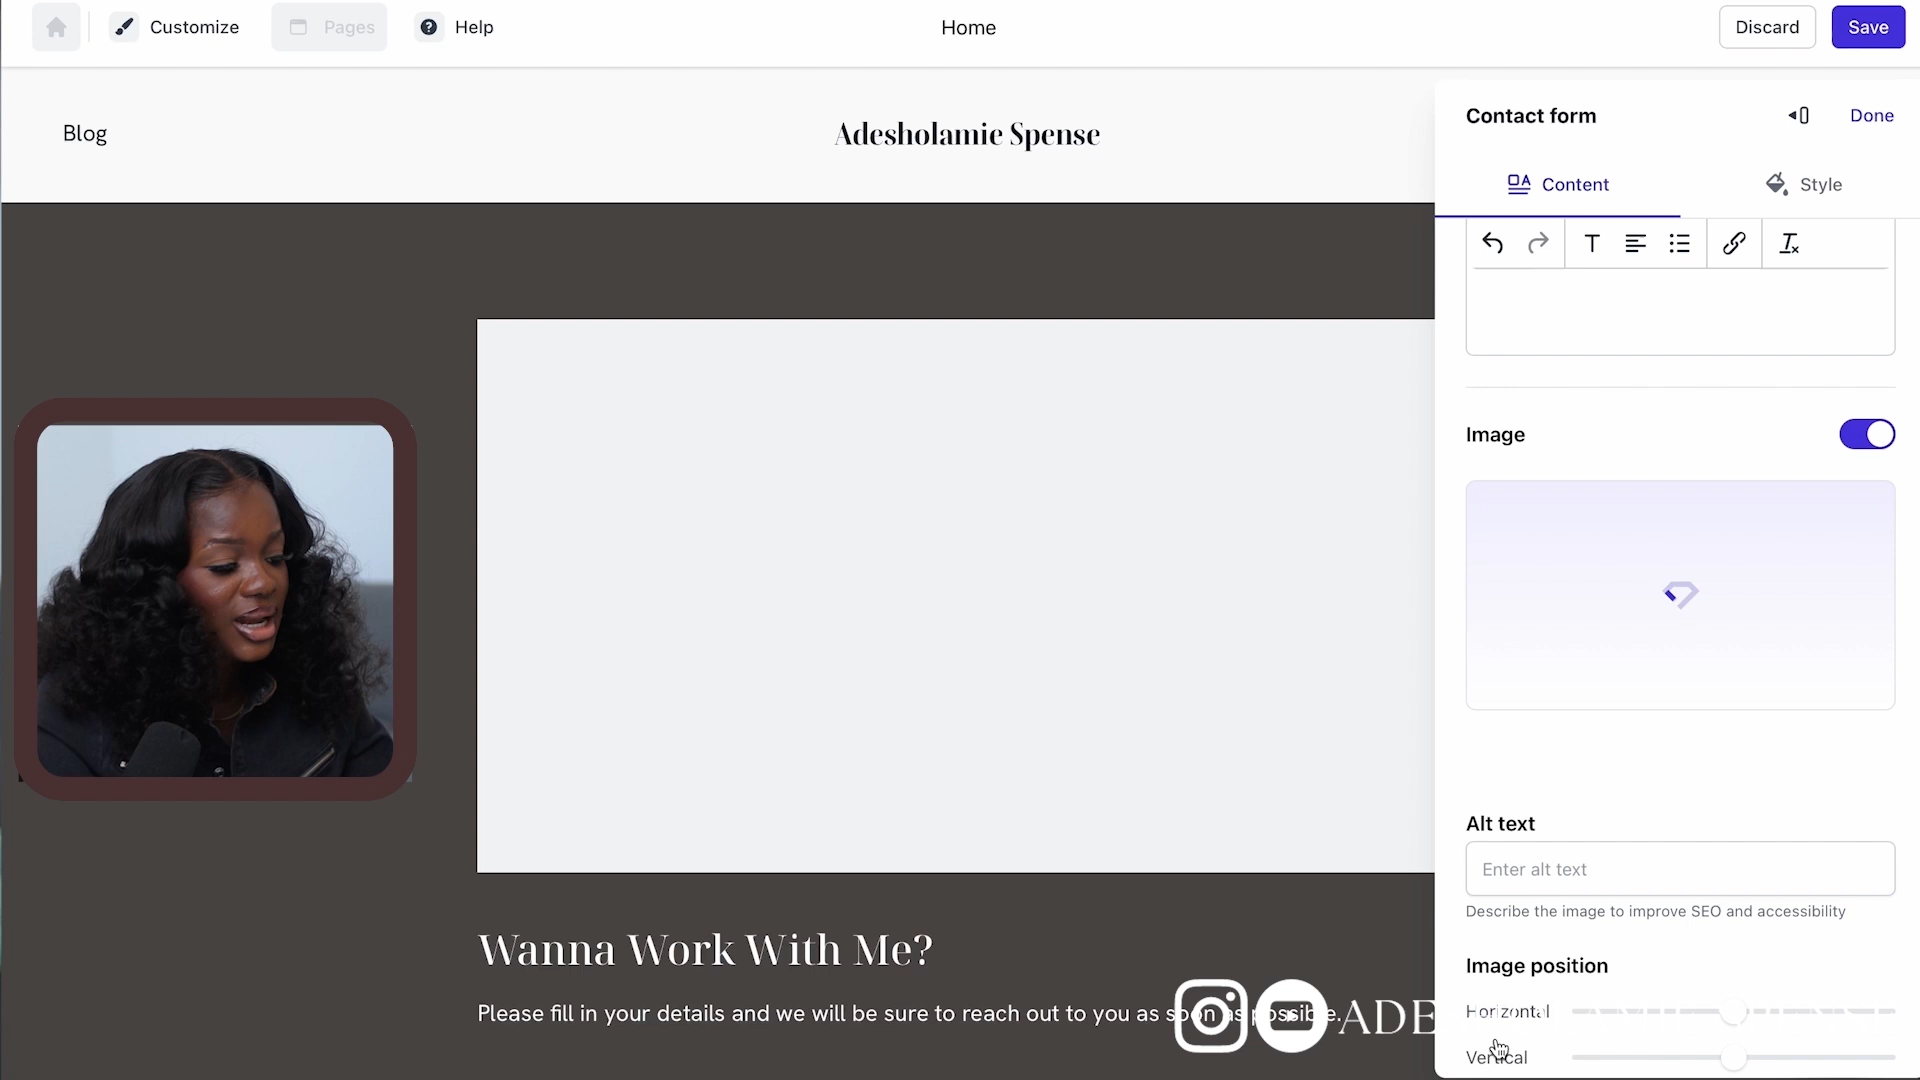 Customize
Pages
Help
Home
Discard
Save
Blog
Adesholamie Spense
Contact form
Done
Content
Style
Image
Alt text
Enter alt text
Describe the image to improve SEO and accessibility
Image position
Horizontal
Vertical
Wanna Work With Me?
Please fill in your details and we will be sure to reach out to you as soon as possible.